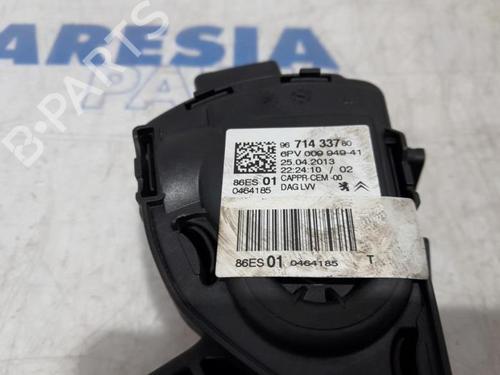 ARESIA
PA
B-Parts
96 714 337 80
6PV 009 949-41
25.04.2013
22:24:10 / 02
86ES 01 CAPPR-CEM -00
0464185 DAG LVV
86ES 01 0464185 T